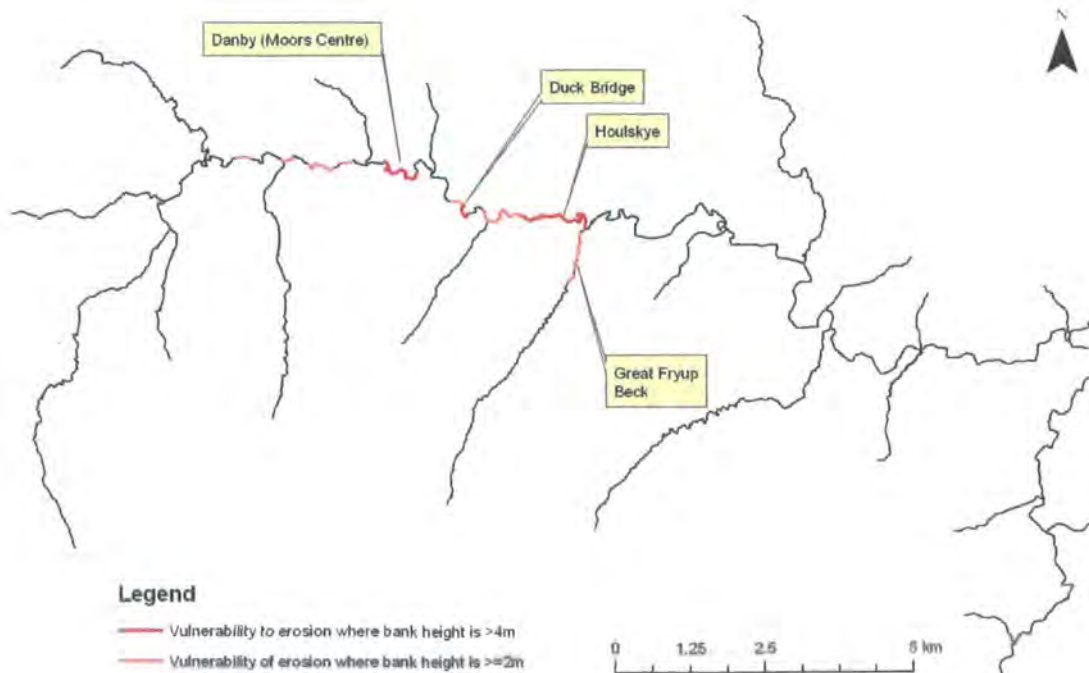 N
Danby (Moors Centre)
Duck Bridge
Houlskye
Great Fryup
Beck
Legend
Vulnerability to erosion where bank height is >4m
Vulnerability of erosion where bank height is >=2m
0 1.25 2.5 5 km